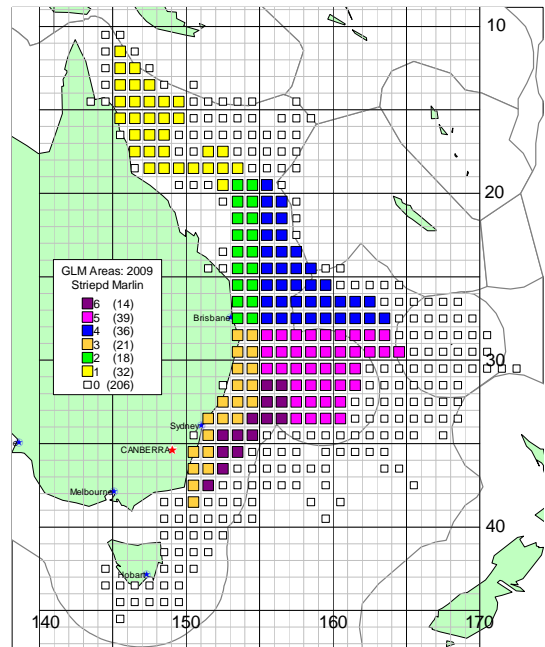 10
20
GLM Areas: 2009
Striepd Marlin
6 (14)
5 (39)
4 (36)
3 (21)
2 (18)
1 (32)
0 (206)
Brisbane
30
Sydney
CANBERRA
e
Melbourne
40
Hobart
140 150 160 170